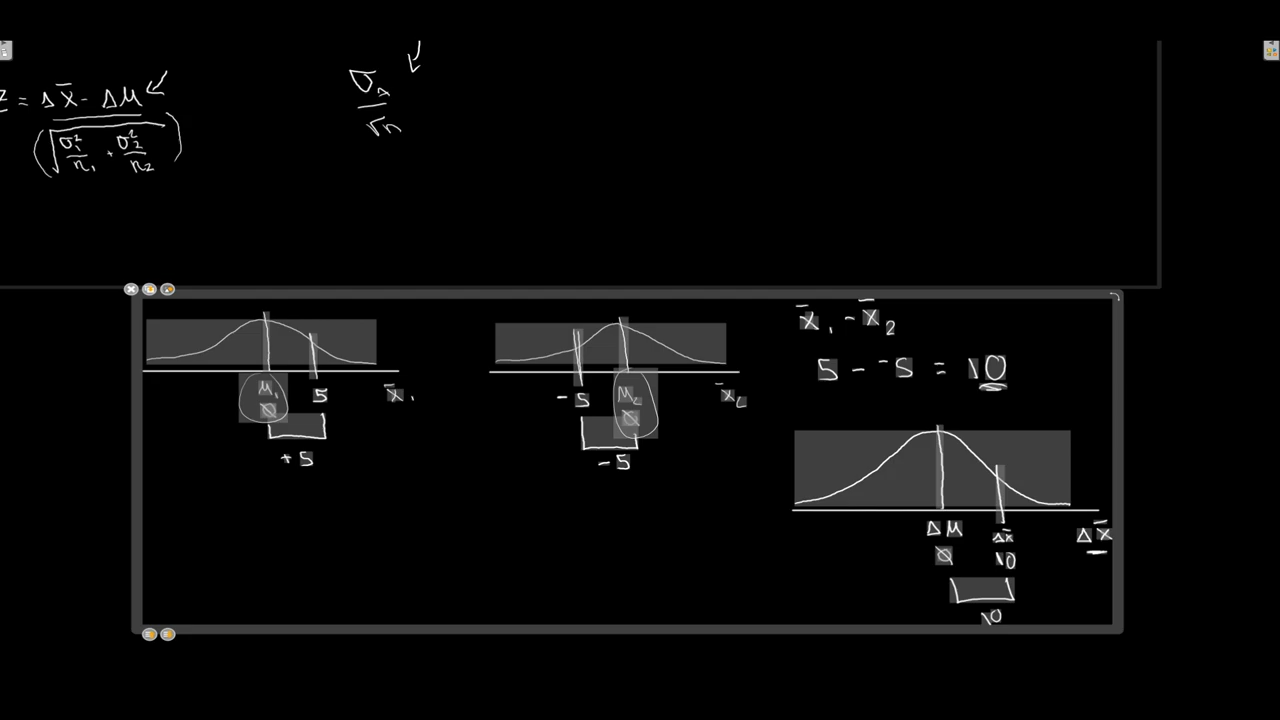 z = Δx̄ - Δμ
√σ₁²/n₁ + σ₂²/n₂
σₓ
√n
μ₁
0
5
x̄₁
+5
-5
μ₂
0
x̄₂
-5
x̄₁ - x̄₂
5 - -5 = 10
Δμ
0
Δx̄
10
Δx̄
10